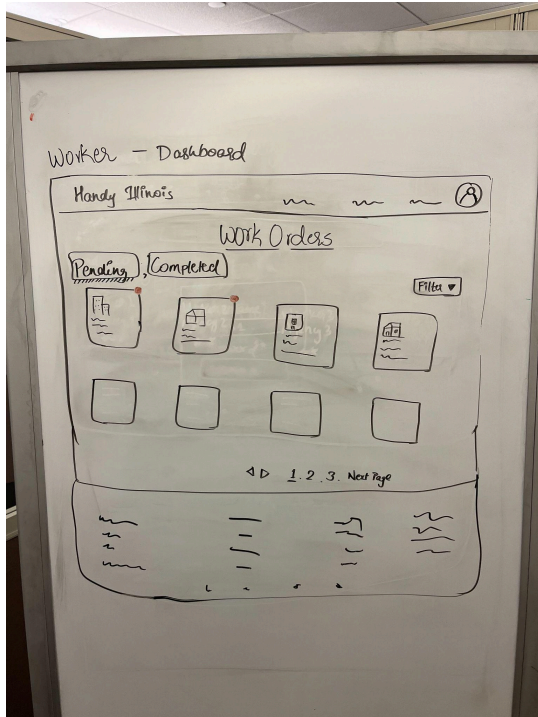 Worker - Dashboard
Handy Illinois
Work Orders
Pending, Completed
Filter ▼
◁ ▷ 1. 2. 3. Next Page